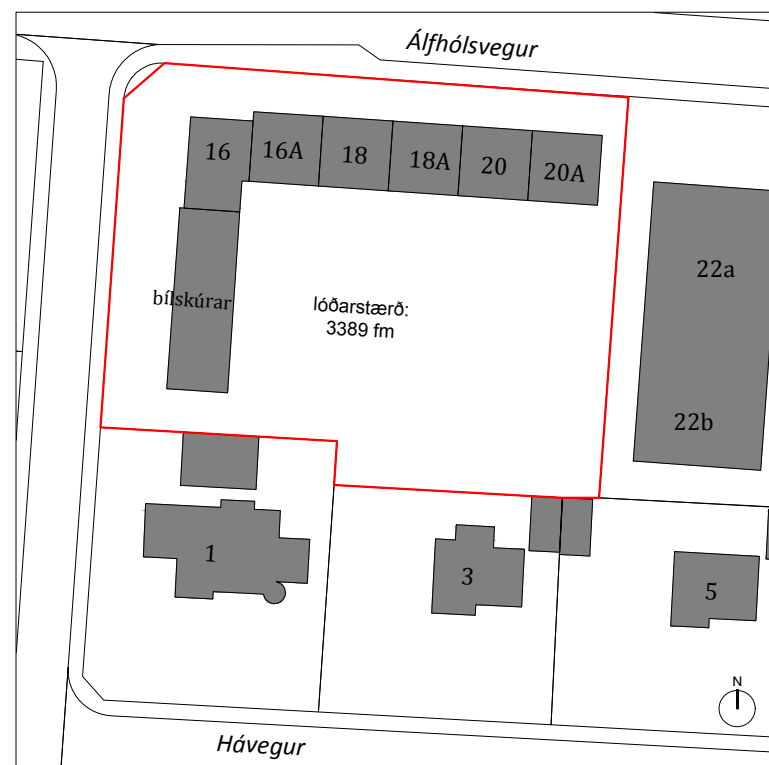 Álfhólsvegur
16
16A
18
18A
20
20A
22a
bílskúrar
lóðarstærð:
3389 fm
22b
1
3
5
N
Hávegur